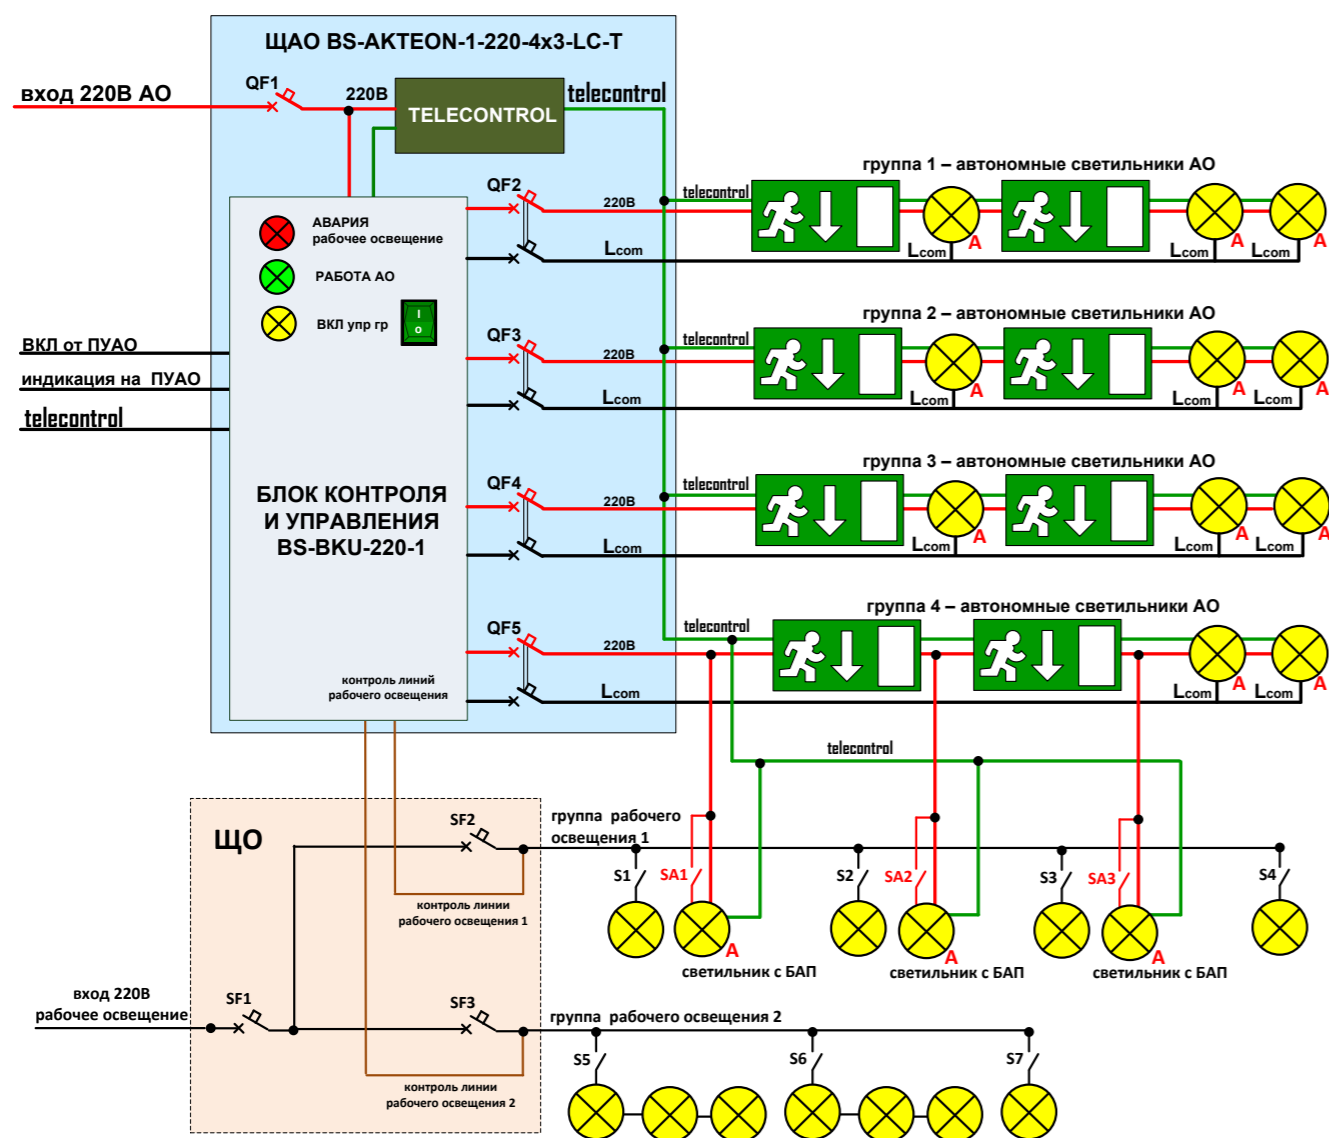 ЩАО BS-AKTEON-1-220-4x3-LC-T
вход 220В АО
QF1
220В
TELECONTROL
telecontrol
группа 1 – автономные светильники АО
QF2
220В
telecontrol
Lcom
Lcom
A
Lcom
A
Lcom
A
АВАРИЯ
рабочее освещение
РАБОТА АО
ВКЛ упр гр
I
o
группа 2 – автономные светильники АО
QF3
220В
telecontrol
Lcom
Lcom
A
Lcom
A
Lcom
A
ВКЛ от ПУАО
индикация на ПУАО
telecontrol
группа 3 – автономные светильники АО
QF4
220В
telecontrol
Lcom
Lcom
A
Lcom
A
Lcom
A
БЛОК КОНТРОЛЯ
И УПРАВЛЕНИЯ
BS-BKU-220-1
группа 4 – автономные светильники АО
QF5
220В
telecontrol
Lcom
Lcom
A
Lcom
A
контроль линий
рабочего освещения
telecontrol
ЩО
SF2
группа рабочего
освещения 1
S1
SA1
S2
SA2
S3
SA3
S4
контроль линии
рабочего освещения 1
A
светильник с БАП
A
светильник с БАП
A
светильник с БАП
вход 220В
рабочее освещение
SF1
SF3
группа рабочего освещения 2
S5
S6
S7
контроль линии
рабочего освещения 2